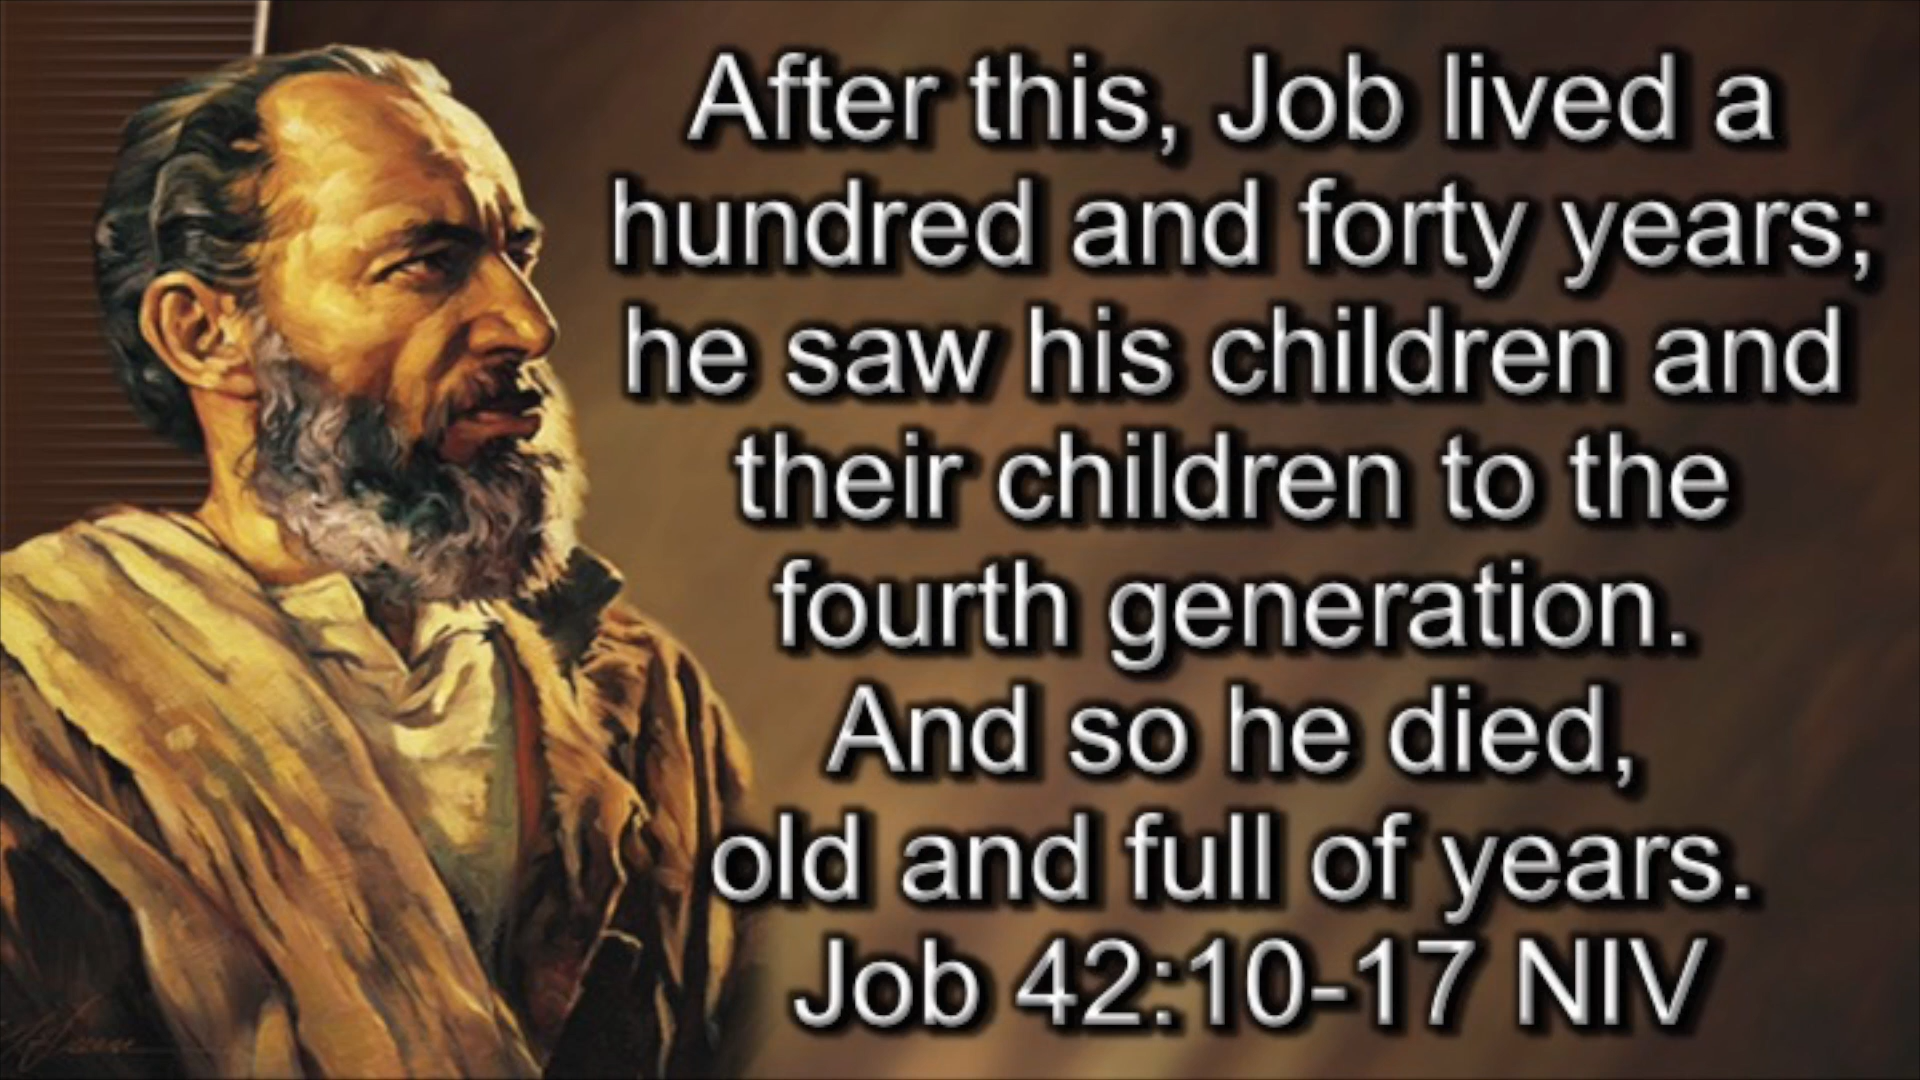 After this, Job lived a
hundred and forty years;
he saw his children and
their children to the
fourth generation.
And so he died,
old and full of years.
Job 42:10-17 NIV